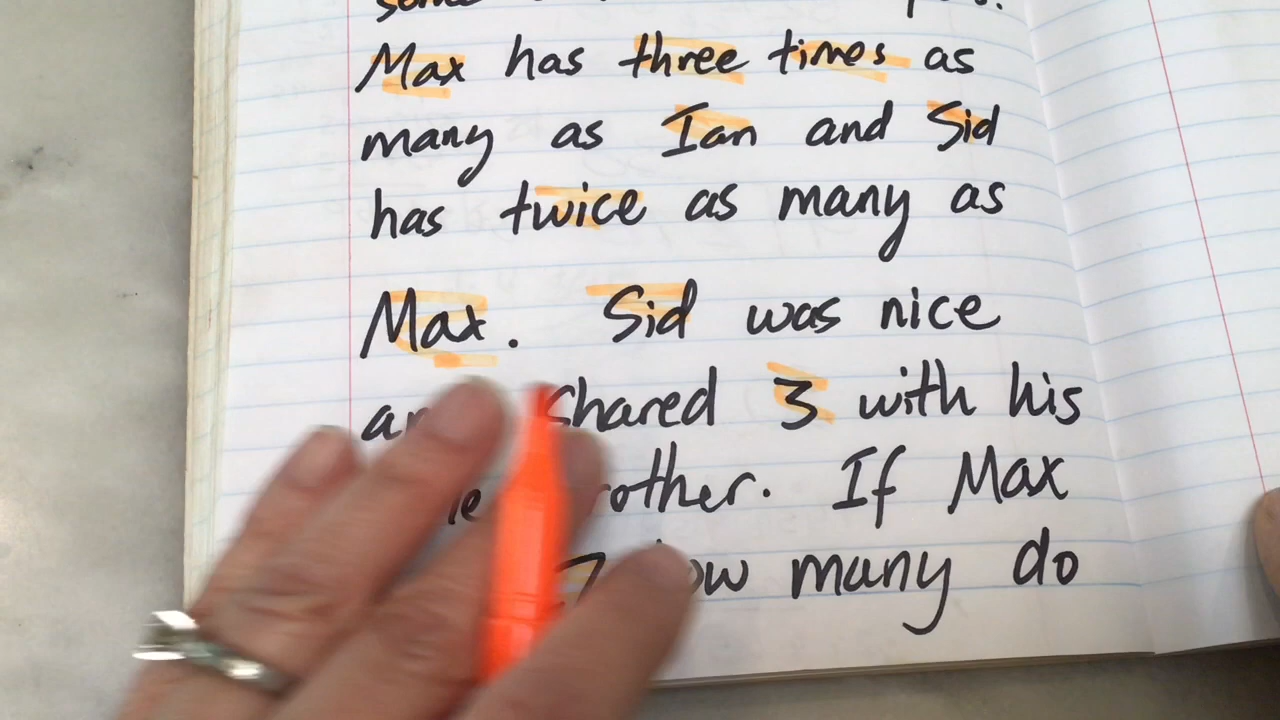 Max has three times as
many as Ian and Sid
has twice as many as
Max. Sid was nice
shared 3 with his
If Max
many do